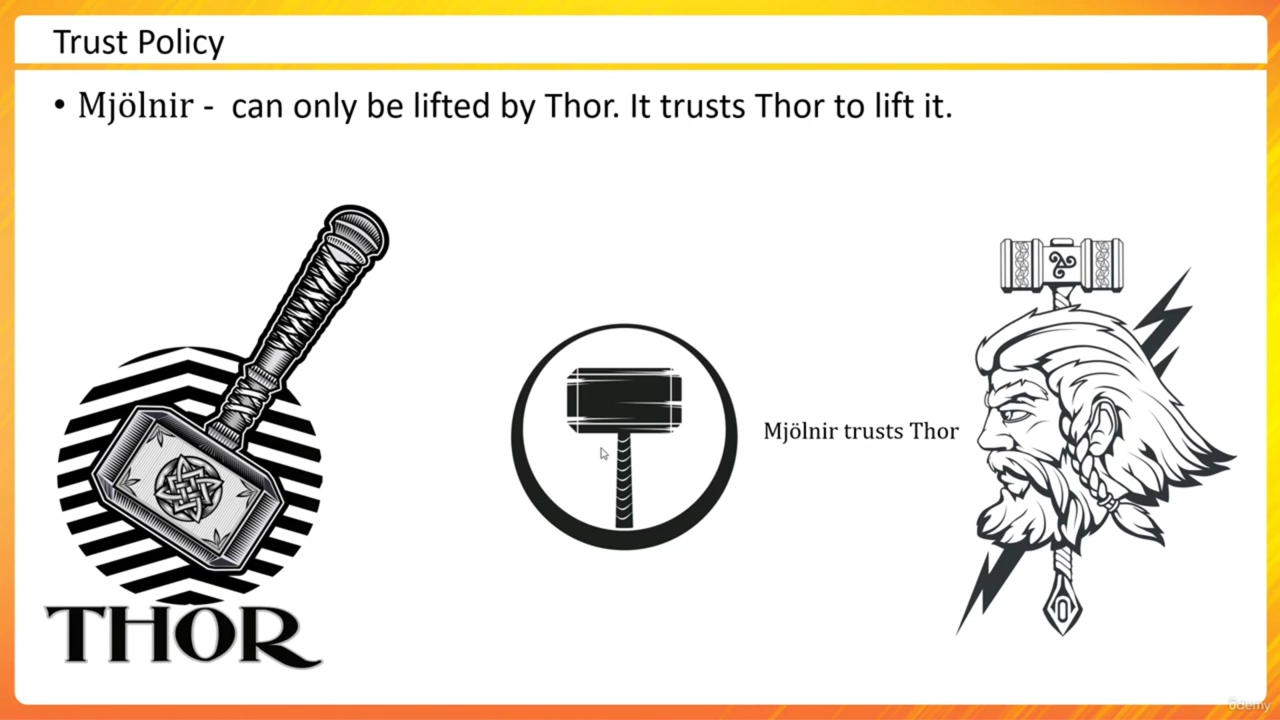 Trust Policy
• Mjölnir - can only be lifted by Thor. It trusts Thor to lift it.
Mjölnir trusts Thor
THOR
ûdemy